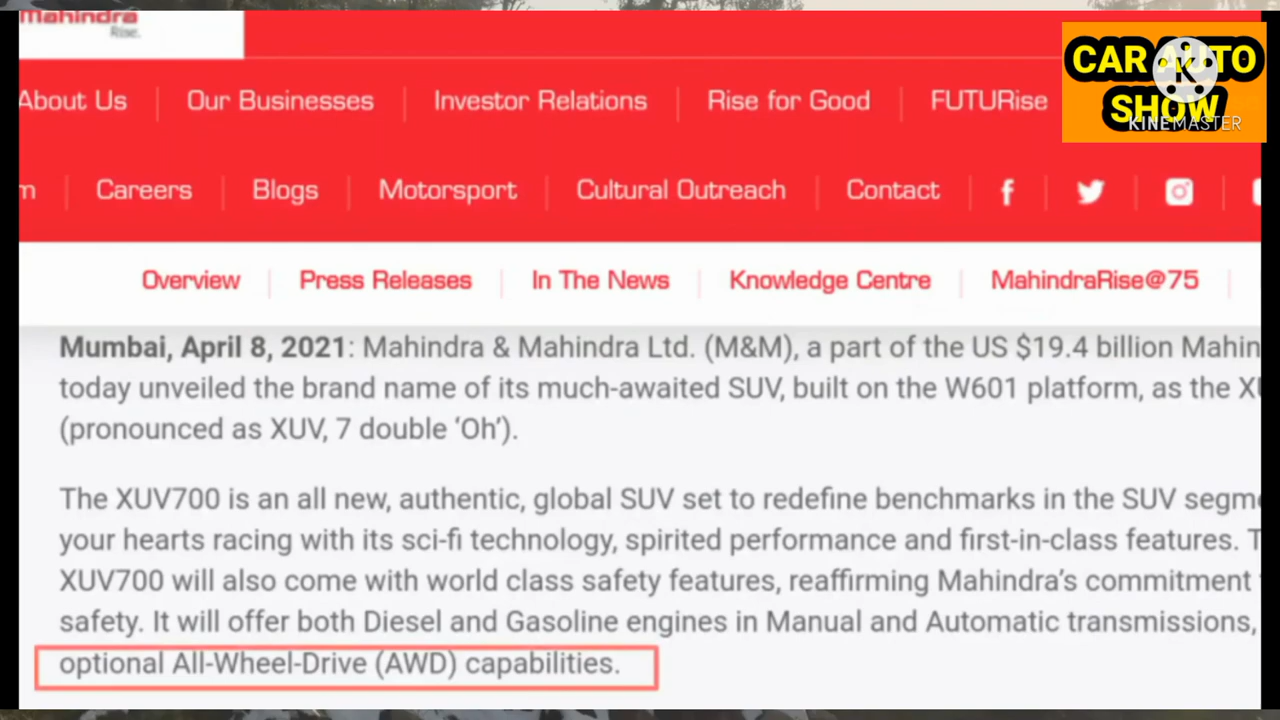 mahindra
Rise.
CAR AUTO
SHOW
KINEMASTER
About Us
Our Businesses
Investor Relations
Rise for Good
FUTURise
Careers
Blogs
Motorsport
Cultural Outreach
Contact
Overview
Press Releases
In The News
Knowledge Centre
MahindraRise@75
Mumbai, April 8, 2021: Mahindra & Mahindra Ltd. (M&M), a part of the US $19.4 billion Mahin
today unveiled the brand name of its much-awaited SUV, built on the W601 platform, as the XU
(pronounced as XUV, 7 double ‘Oh’).
The XUV700 is an all new, authentic, global SUV set to redefine benchmarks in the SUV segme
your hearts racing with its sci-fi technology, spirited performance and first-in-class features. T
XUV700 will also come with world class safety features, reaffirming Mahindra’s commitment
safety. It will offer both Diesel and Gasoline engines in Manual and Automatic transmissions,
optional All-Wheel-Drive (AWD) capabilities.